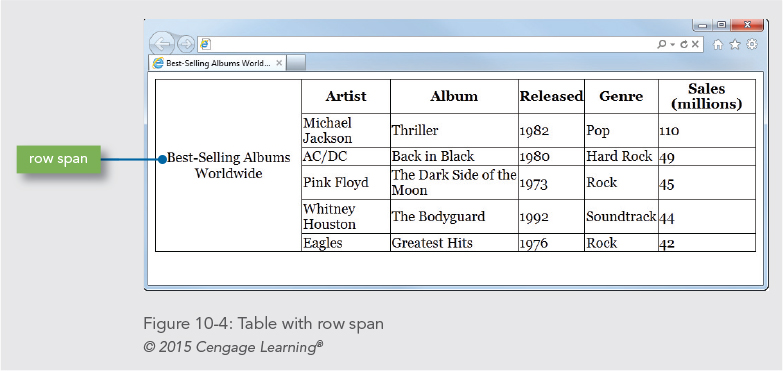 Best-Selling Albums World...
Artist Album Released Genre Sales
(millions)
row span
Best-Selling Albums
Worldwide
Michael
Jackson Thriller 1982 Pop 110
AC/DC Back in Black 1980 Hard Rock 49
Pink Floyd The Dark Side of the
Moon 1973 Rock 45
Whitney
Houston The Bodyguard 1992 Soundtrack 44
Eagles Greatest Hits 1976 Rock 42
Figure 10-4: Table with row span
© 2015 Cengage Learning®